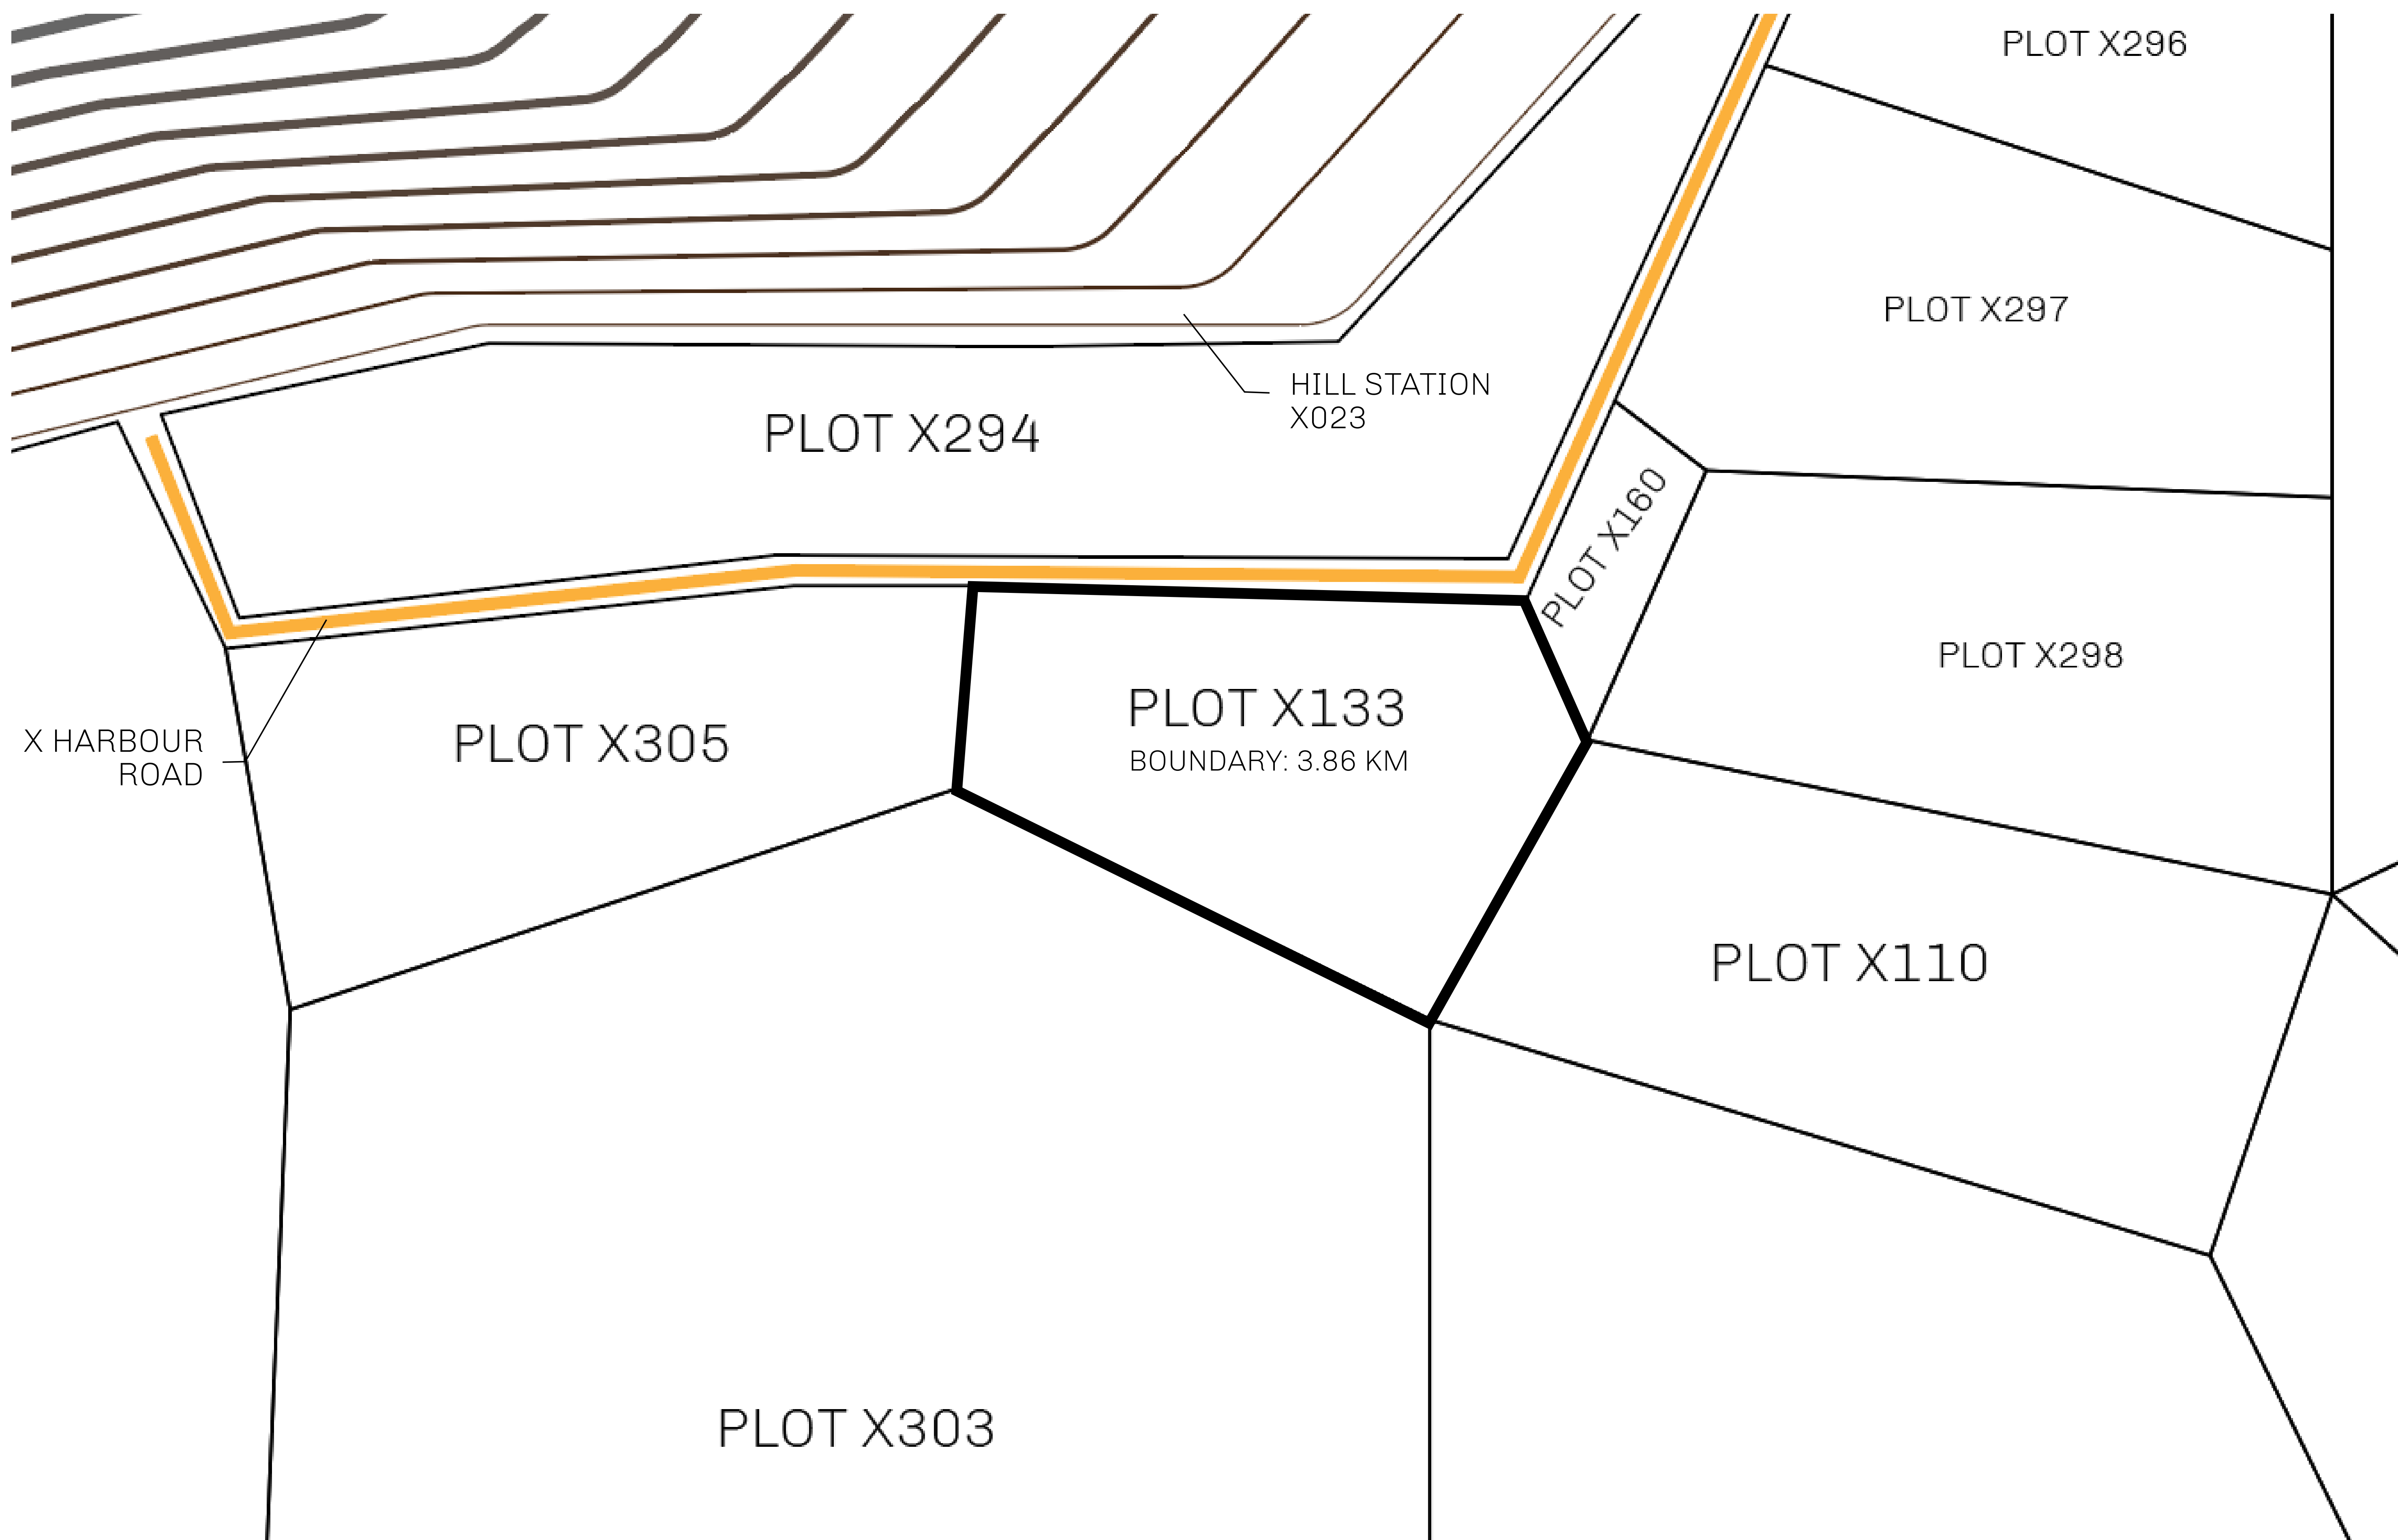 PLOT X296
PLOT X297
HILL STATION
X023
PLOT X294
PLOT X160
PLOT X298
PLOT X133
BOUNDARY: 3.86 KM
X HARBOUR
ROAD
PLOT X305
PLOT X110
PLOT X303